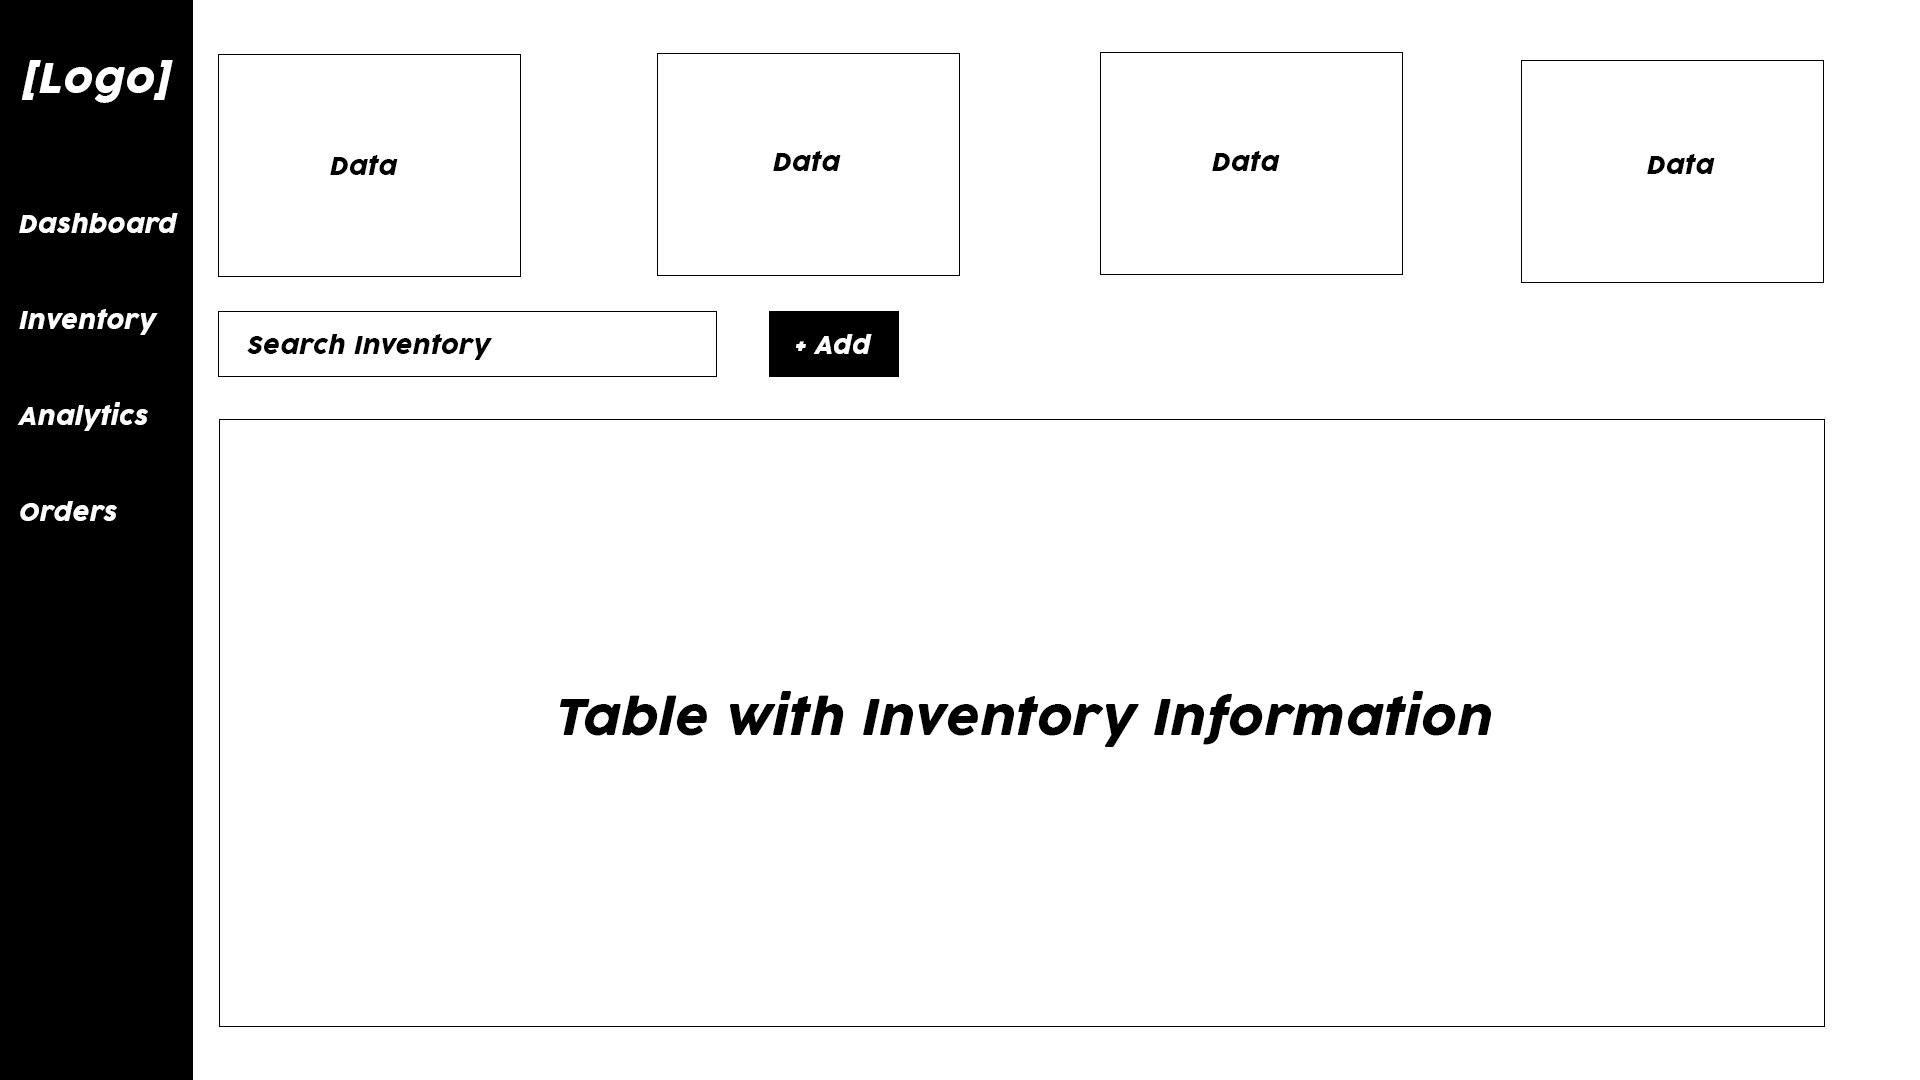 [Logo]
Dashboard
Inventory
Analytics
Orders
Data
Data
Data
Data
Search Inventory
+ Add
Table with Inventory Information